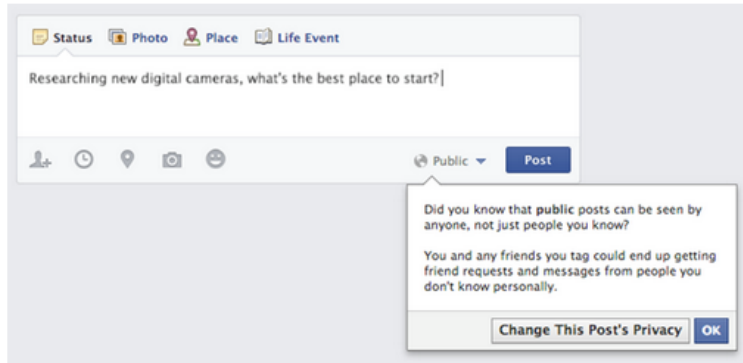 Status Photo Place Life Event
Researching new digital cameras, what's the best place to start?
Public Post
Did you know that public posts can be seen by
anyone, not just people you know?
You and any friends you tag could end up getting
friend requests and messages from people you
don't know personally.
Change This Post's Privacy OK